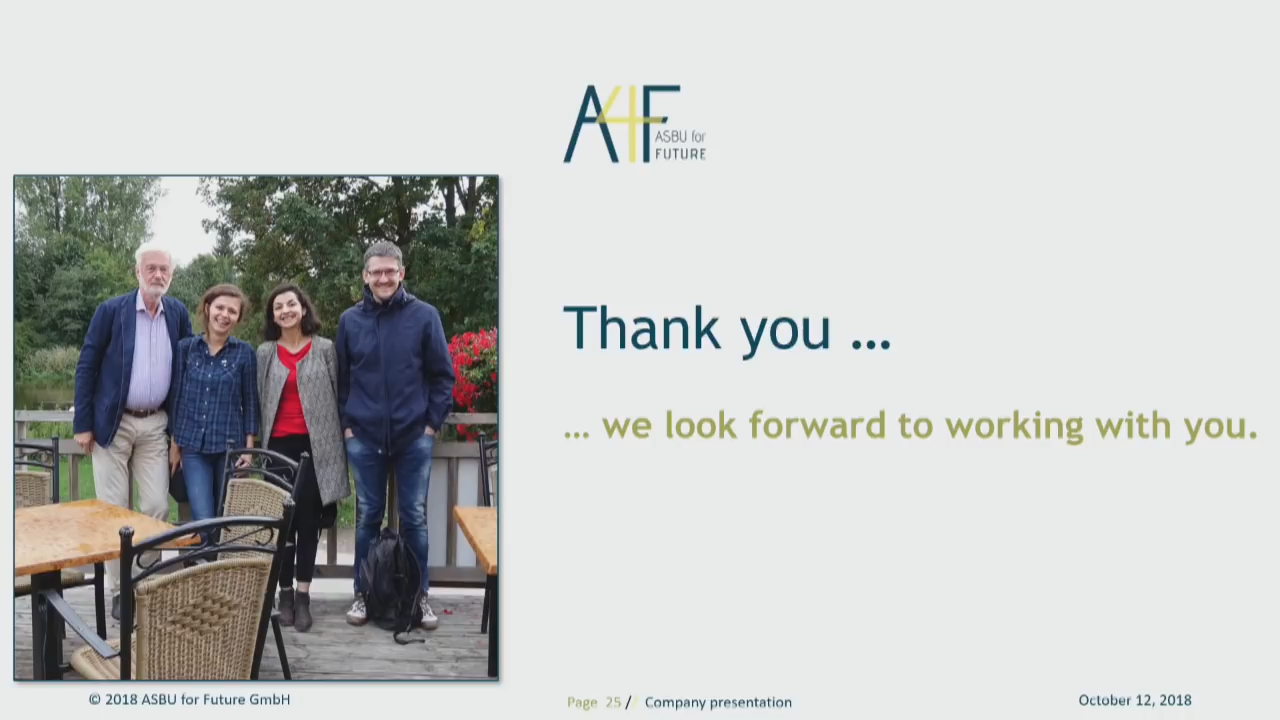 A4F
ASBU for
FUTURE
Thank you ...
... we look forward to working with you.
© 2018 ASBU for Future GmbH
Page 25 / Company presentation
October 12, 2018